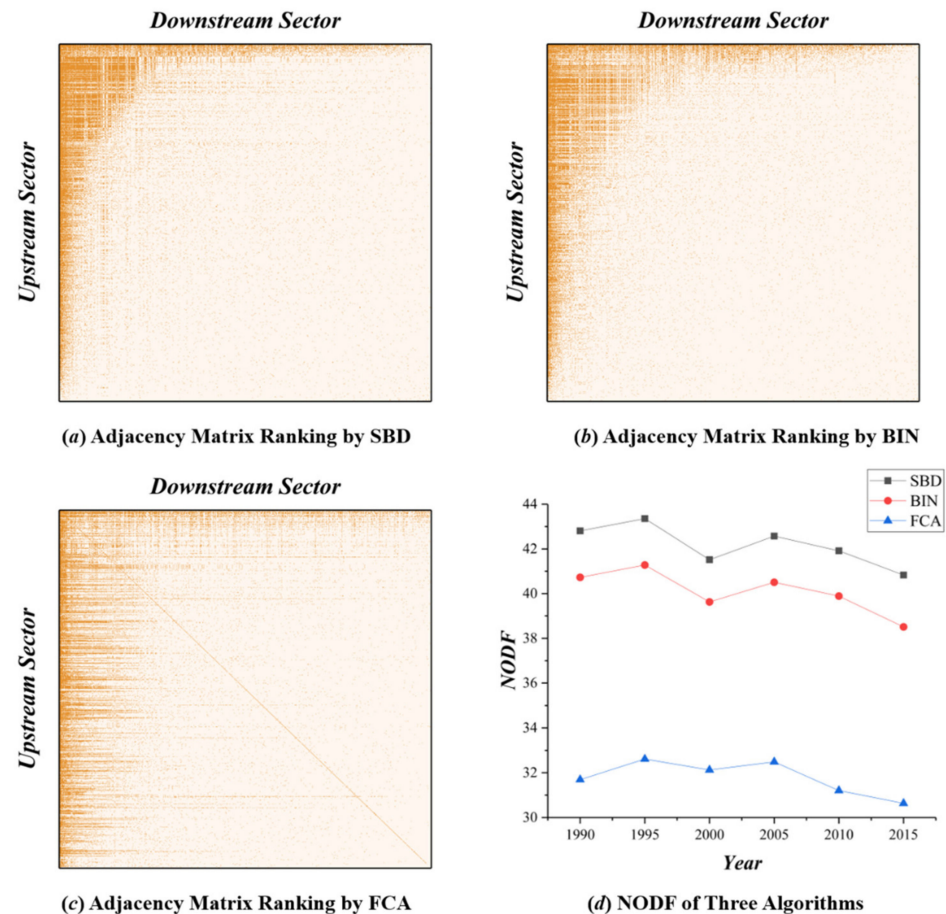 Downstream Sector
Downstream Sector
Upstream Sector
Upstream Sector
(a) Adjacency Matrix Ranking by SBD
(b) Adjacency Matrix Ranking by BIN
Downstream Sector
Upstream Sector
SBD
BIN
FCA
44
42
40
38
36
34
32
30
NODF
1990
1995
2000
2005
2010
2015
Year
(c) Adjacency Matrix Ranking by FCA
(d) NODF of Three Algorithms